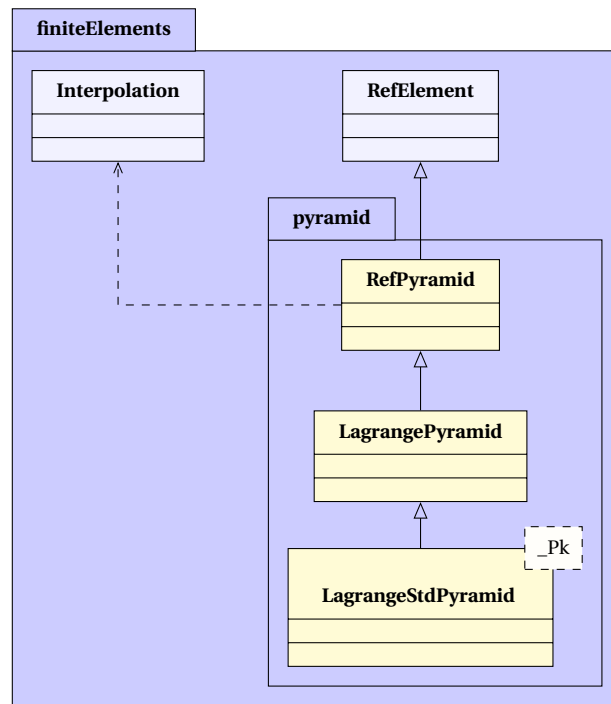 finiteElements
Interpolation
RefElement
pyramid
RefPyramid
LagrangePyramid
_Pk
LagrangeStdPyramid